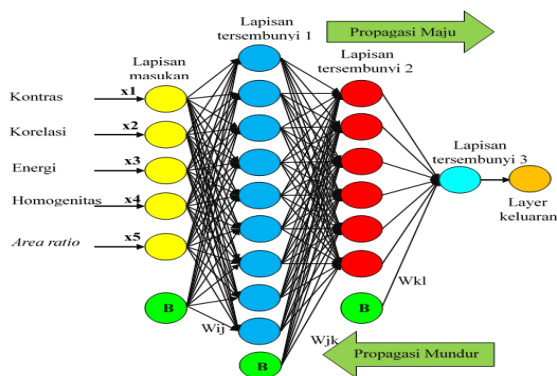 Lapisan
tersembunyi 1
Propagasi Maju
Lapisan
masukan
Lapisan
tersembunyi 2
Kontras
x1
Korelasi
x2
Energi
x3
Homogenitas
x4
Area ratio
x5
Lapisan
tersembunyi 3
Layer
keluaran
B
B
B
Wij
Wjk
Wkl
Propagasi Mundur